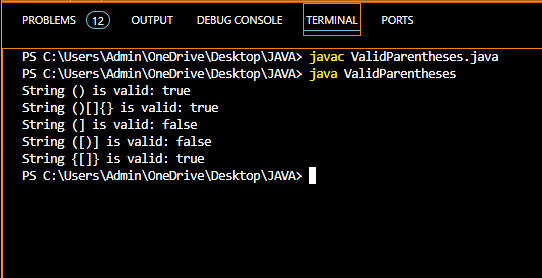 PROBLEMS 12 OUTPUT DEBUG CONSOLE TERMINAL PORTS
PS C:\Users\Admin\OneDrive\Desktop\JAVA> javac ValidParentheses.java
PS C:\Users\Admin\OneDrive\Desktop\JAVA> java ValidParentheses
String () is valid: true
String ()[]{} is valid: true
String (] is valid: false
String ([)] is valid: false
String {[]} is valid: true
PS C:\Users\Admin\OneDrive\Desktop\JAVA>